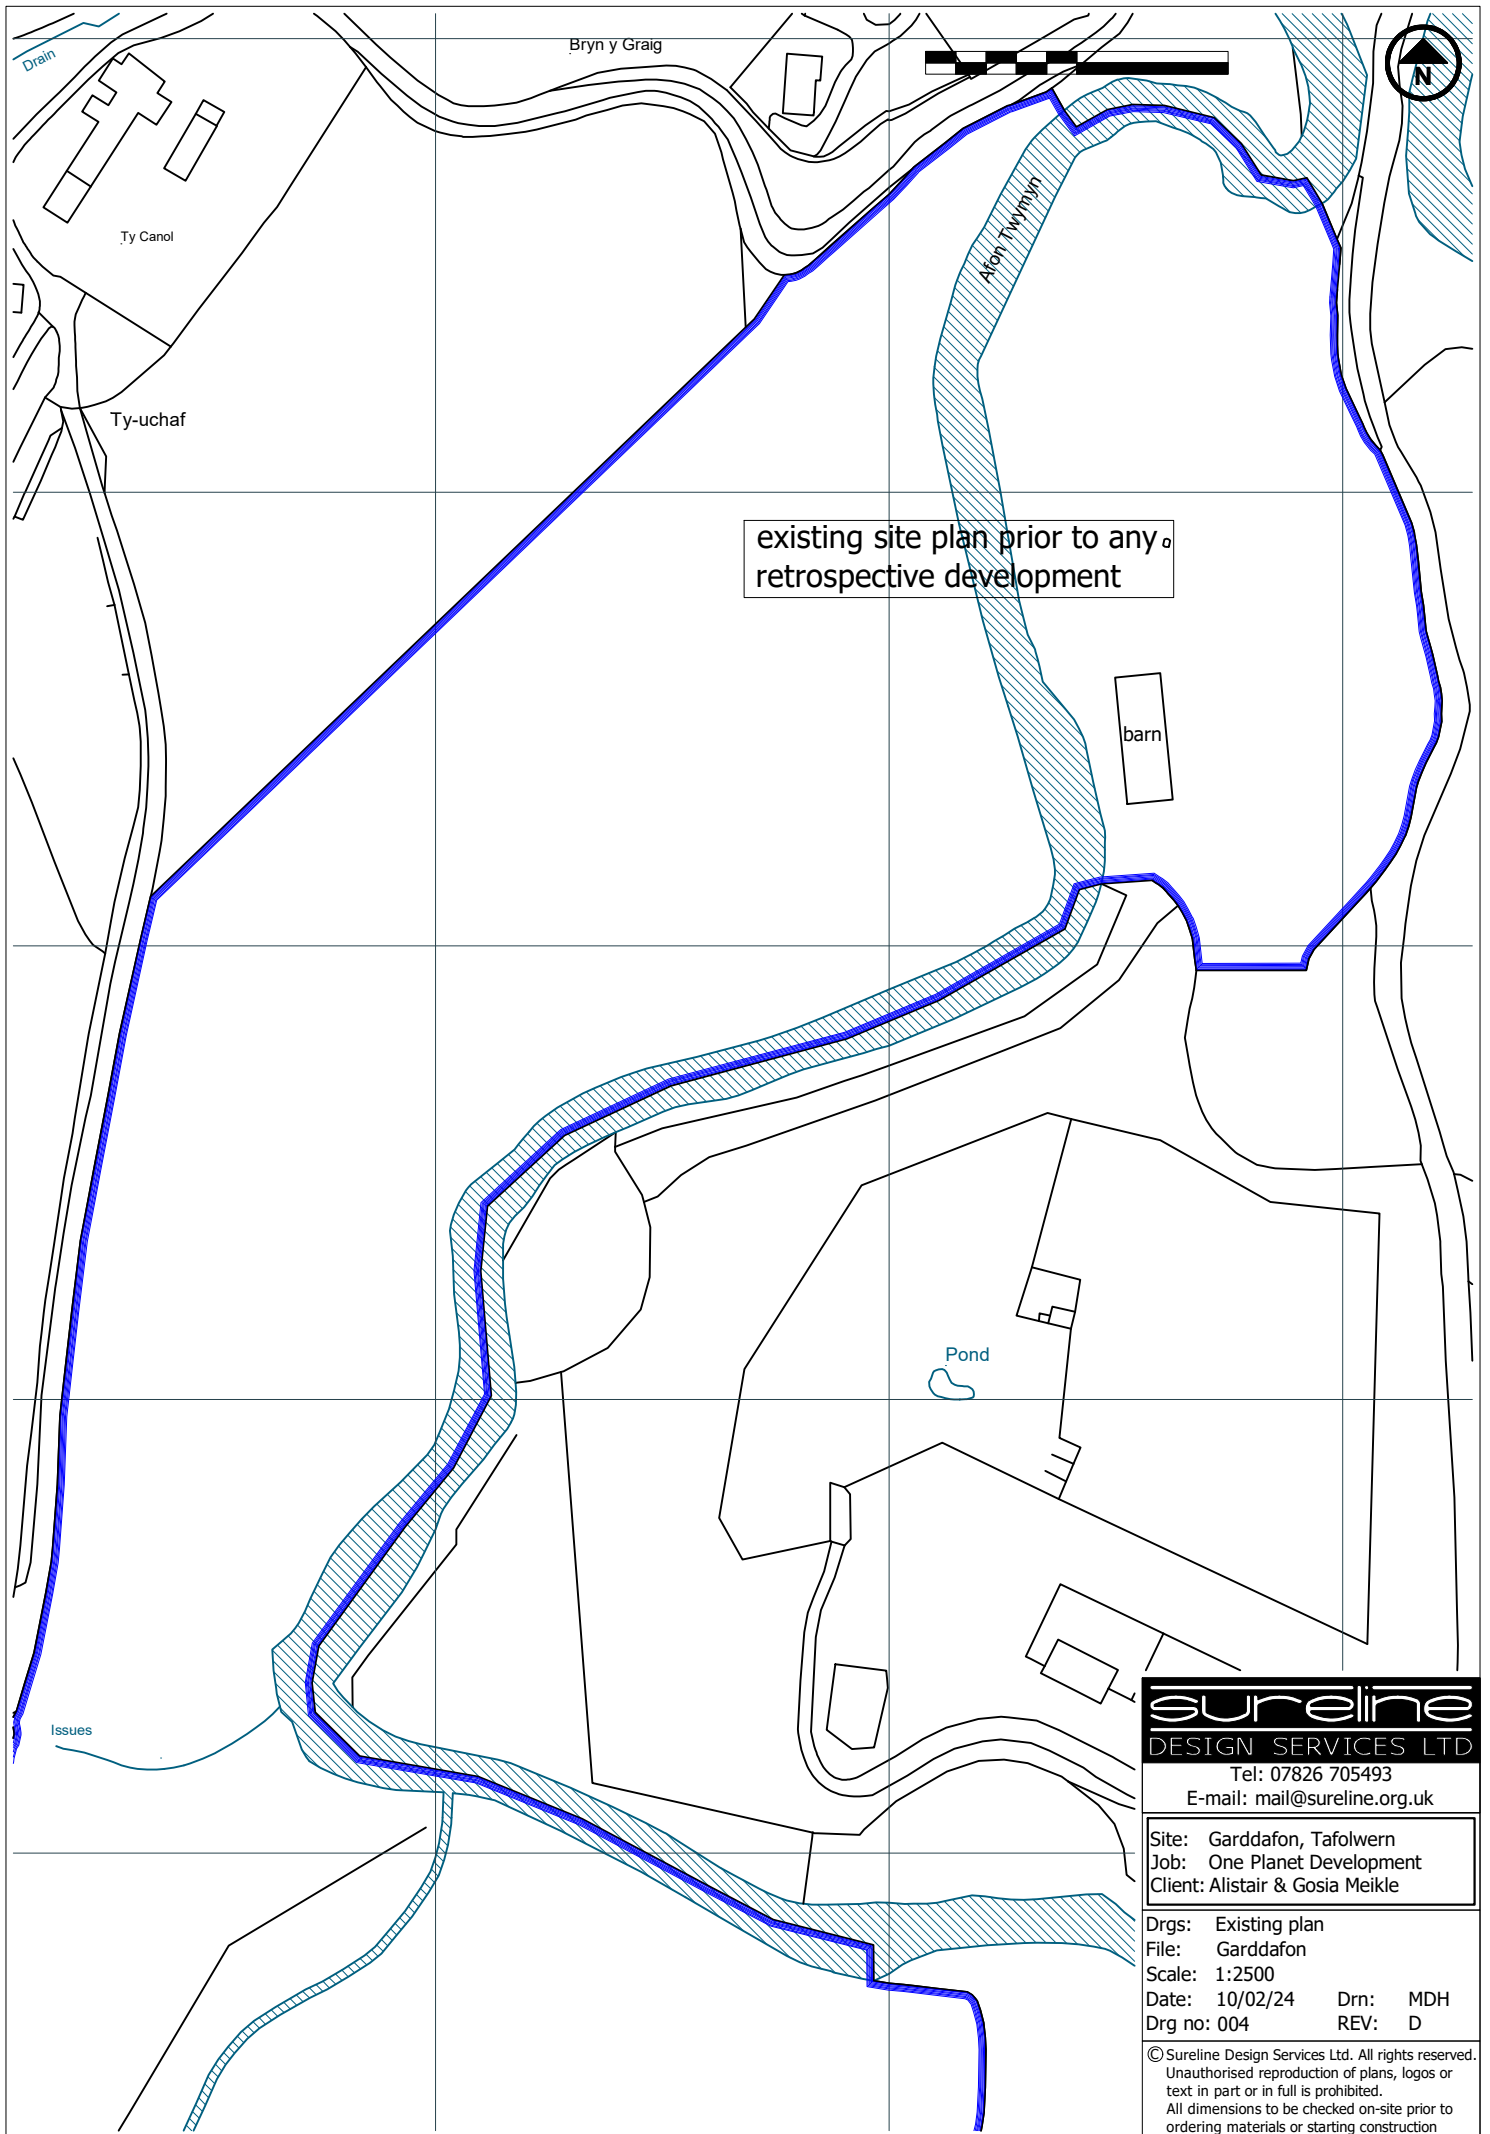 Drain
Bryn y Graig
N
Ty Canol
Afon Twymyn
Ty-uchaf
existing site plan prior to any
retrospective development
barn
Pond
Issues
sureline
DESIGN SERVICES LTD
Tel: 07826 705493
E-mail: mail@sureline.org.uk
Site: Garddafon, Tafolwern
Job: One Planet Development
Client: Alistair & Gosia Meikle
Drgs: Existing plan
File: Garddafon
Scale: 1:2500
Date: 10/02/24 Drn: MDH
Drg no: 004 REV: D
© Sureline Design Services Ltd. All rights reserved.
Unauthorised reproduction of plans, logos or
text in part or in full is prohibited.
All dimensions to be checked on-site prior to
ordering materials or starting construction